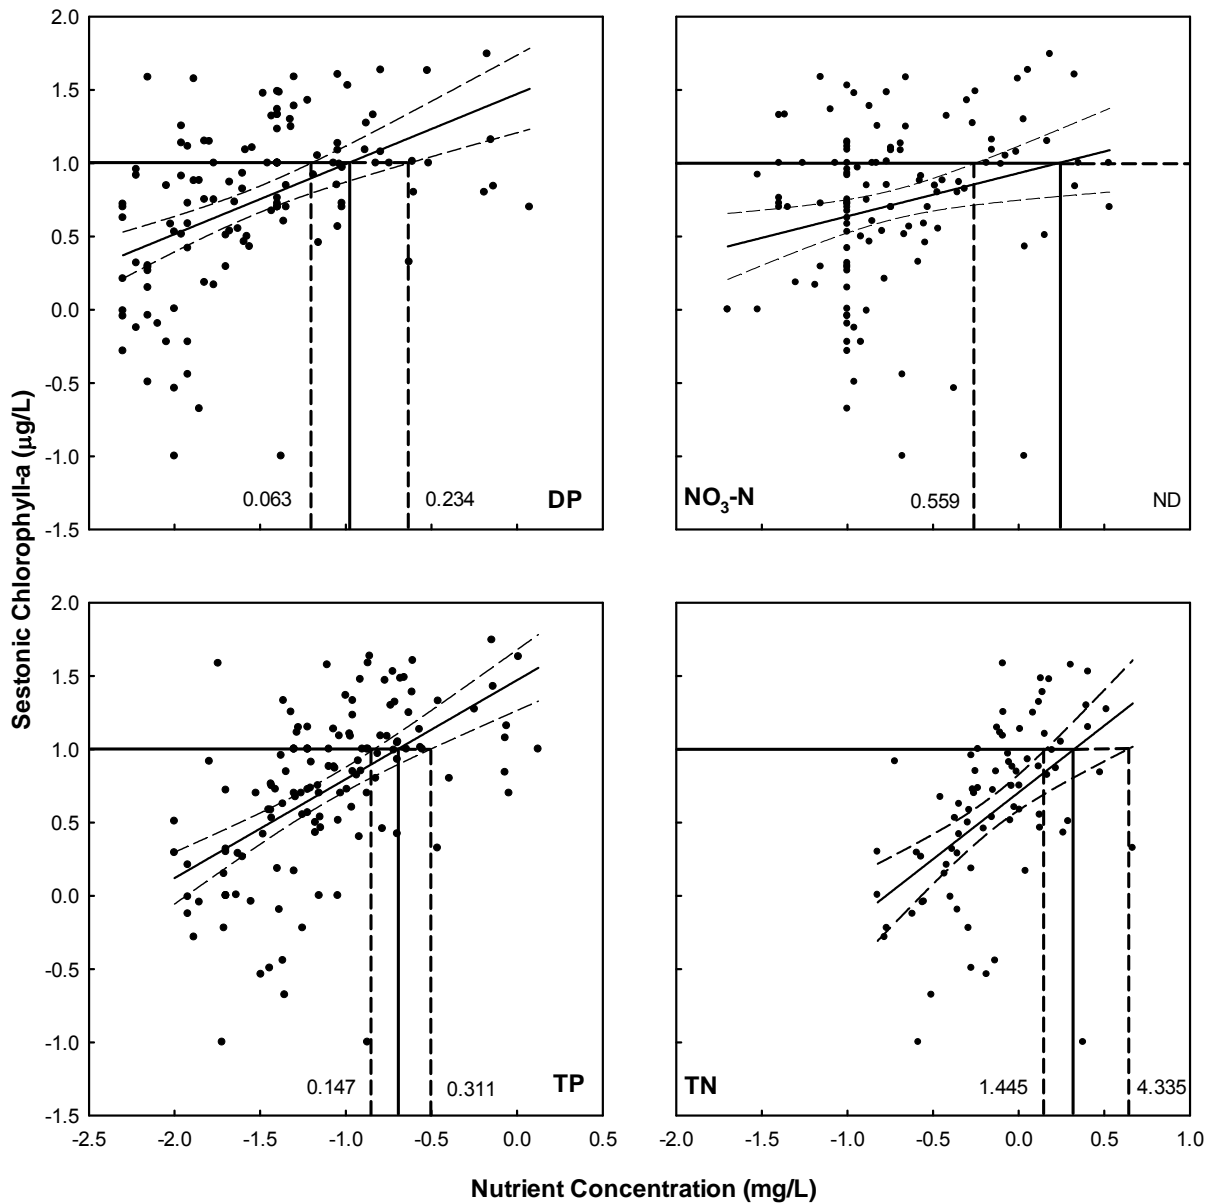 2.0
1.5
1.0
0.5
0.0
-0.5
-1.0
-1.5
0.063
0.234
DP
NO3-N
0.559
ND
2.0
1.5
1.0
0.5
0.0
-0.5
-1.0
-1.5
0.147
0.311
TP
TN
1.445
4.335
-2.5 -2.0 -1.5 -1.0 -0.5 0.0 0.5
-2.0 -1.5 -1.0 -0.5 0.0 0.5 1.0
Sestonic Chlorophyll-a (μg/L)
Nutrient Concentration (mg/L)